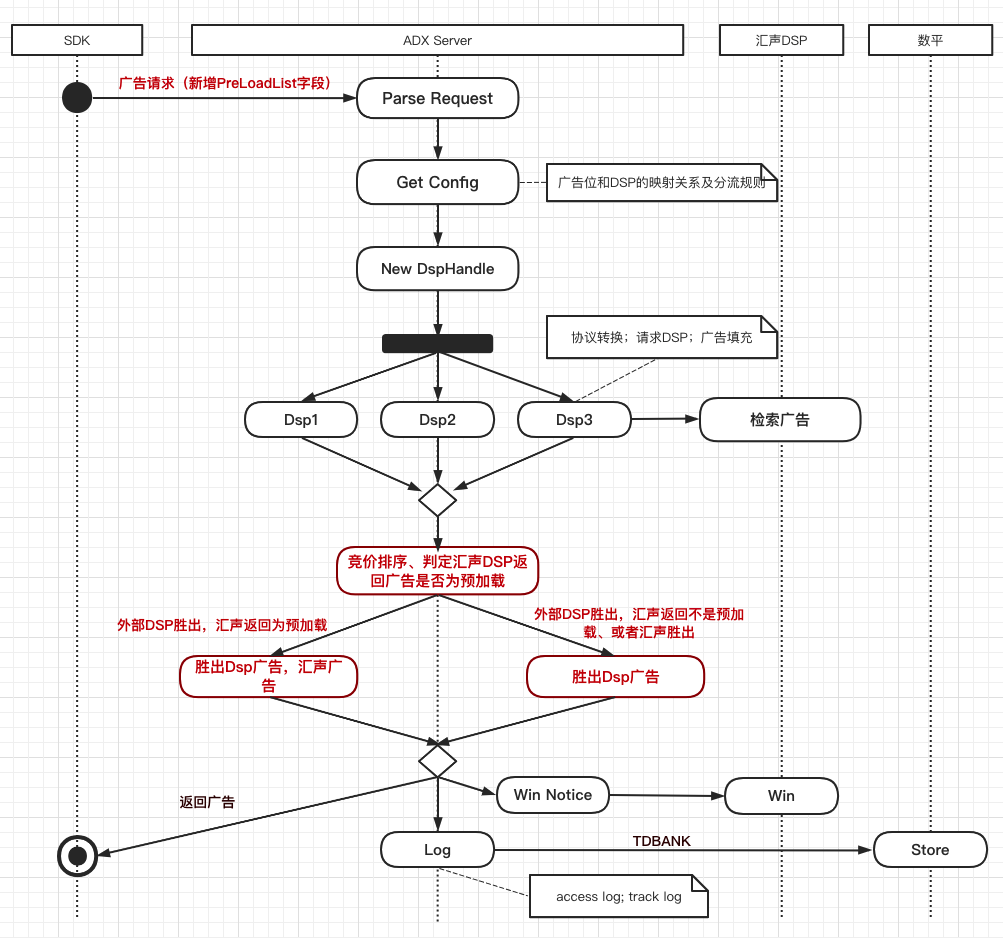 SDK
ADX Server
汇声DSP
数平
广告请求（新增PreLoadList字段）
Parse Request
Get Config
广告位和DSP的映射关系及分流规则
New DspHandle
协议转换；请求DSP；广告填充
Dsp1
Dsp2
Dsp3
检索广告
竞价排序、判定汇声DSP返
回广告是否为预加载
外部DSP胜出，汇声返回为预加载
外部DSP胜出，汇声返回不是预加
载、或者汇声胜出
胜出Dsp广告，汇声广
告
胜出Dsp广告
返回广告
Win Notice
Win
Log
TDBANK
Store
access log; track log